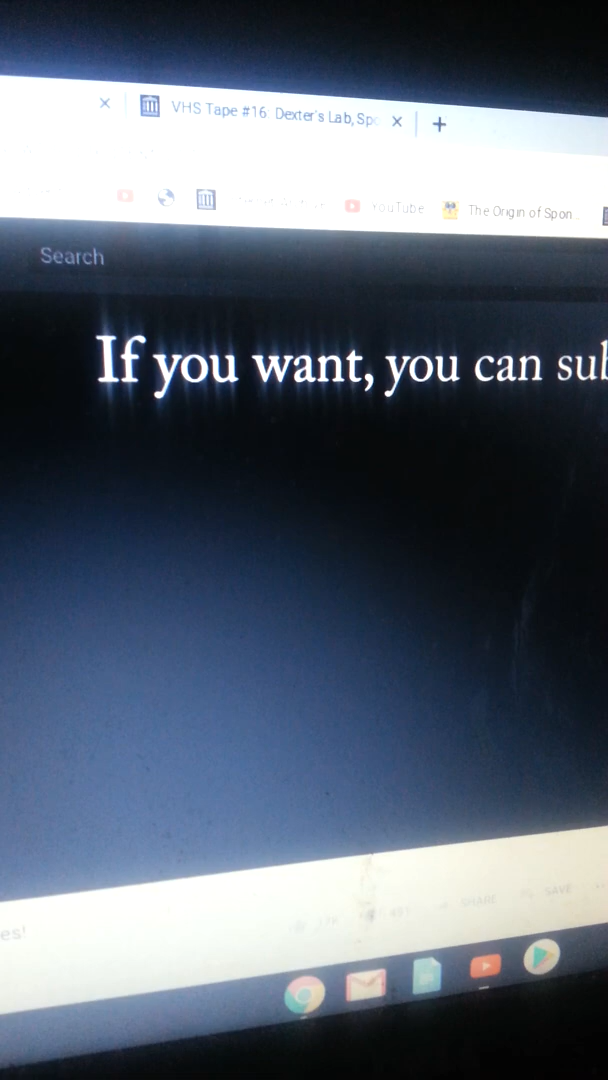 VHS Tape #16: Dexter's Lab, Spo
YouTube
The Origin of Spon...
Search
If you want, you can sub
es!
SHARE
SAVE